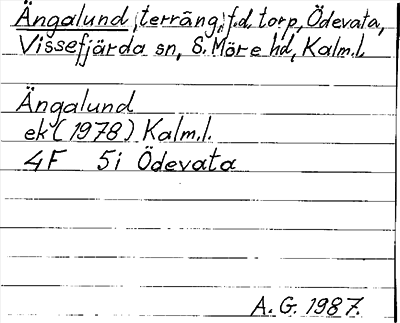 Ängalund, terräng, f.d. torp, Ödevata,
Vissefjärda sn, S. Möre hd, Kalm.l.
Ängalund
ek (1978) Kalm.l.
4F 5i Ödevata
A.G. 1987.